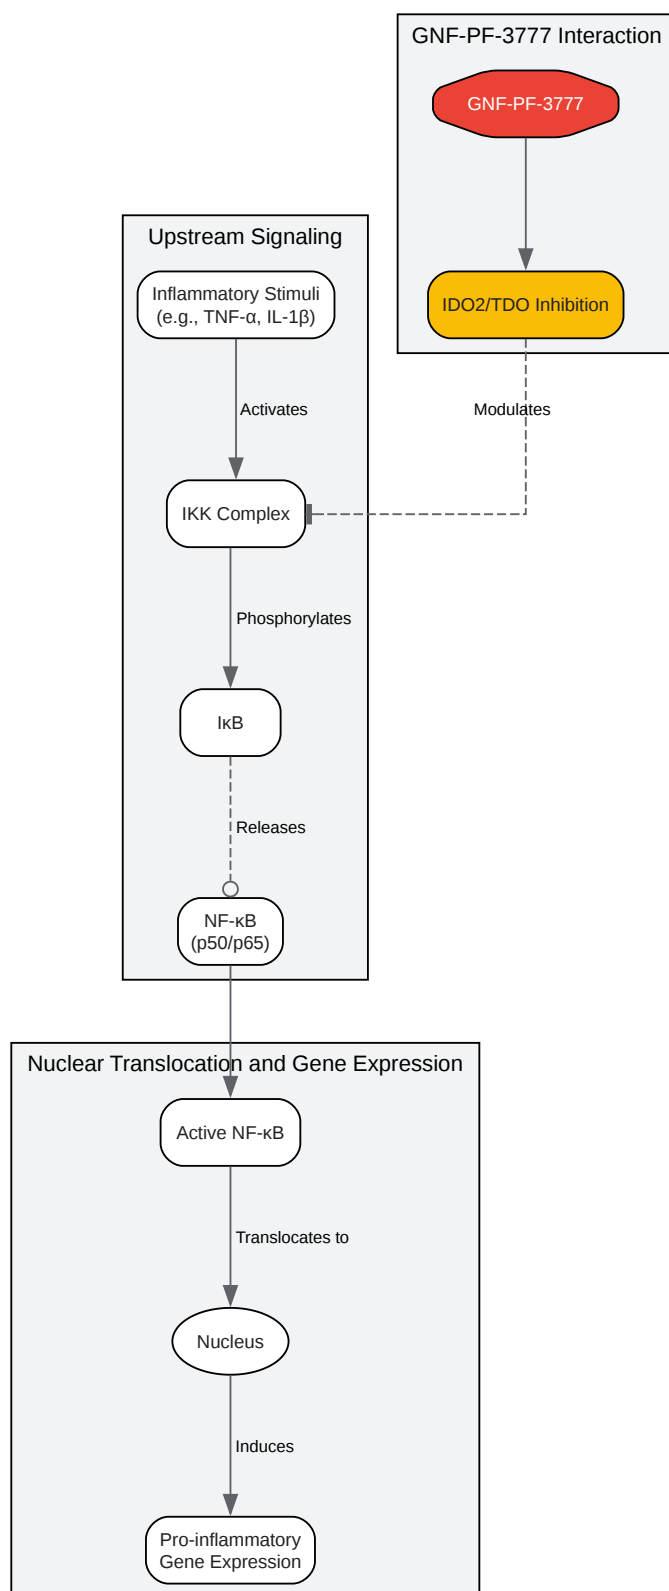 GNF-PF-3777 Interaction
GNF-PF-3777
IDO2/TDO Inhibition
Modulates
Upstream Signaling
Inflammatory Stimuli
(e.g., TNF-α, IL-1β)
Activates
IKK Complex
Phosphorylates
IκB
Releases
NF-κB
(p50/p65)
Nuclear Translocation and Gene Expression
Active NF-κB
Translocates to
Nucleus
Induces
Pro-inflammatory
Gene Expression